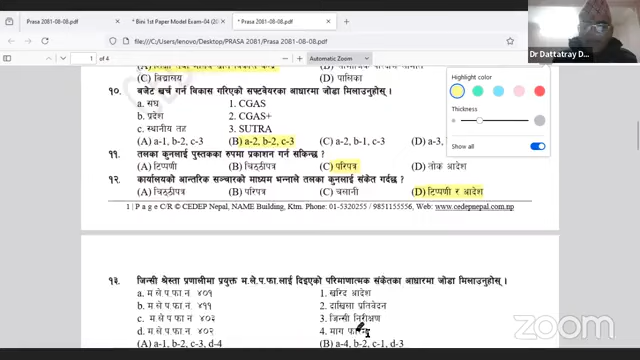 Prasa 2081-08-08.pdf
Bini 1st Paper Model Exam-04 (2
* Prasa 2081-08-08.pdf
file:///C:/Users/lenovo/Desktop/PRASA 2081/Prasa 2081-08-08.pdf
1 of 4
Automatic Zoom
Dr Dattatray D...
Highlight color
Thickness
Show all
(C) विद्यालय (D) पालिका
१०. बजेट खर्च गर्न विकास गरिएको सफ्टवेयरका आधारमा जोडा मिलाउनुहोस् ।
a. सघ 1. CGAS
b. प्रदेश 2. CGAS+
c. स्थानीय तह 3. SUTRA
(A) a-1, b-2, c-3 (B) a-2, b-2, c-3 (C) a-2, b-1, c-3 (D) a-3,
११ तलका कुनलाई पुस्तकका रुपमा प्रकाशन गर्न सकिन्छ ?
(A) टिप्पणी (B) चिठ्ठीपत्र (C) परिपत्र (D) तोक आदेश
१२ कार्यालयको आन्तरिक सञ्चारको माध्यम भन्नाले तलका कुनलाई संकेत गर्दछ ?
(A) चिठ्ठीपत्र (B) परिपत्र (C) चलानी (D) टिप्पणी र आदेश
1 | P a g e C/R © CEDEP Nepal, NAME Building, Ktm. Phone: 01-5320255 / 9851155556, Web: www.cedepnepal.com.np
१३. जिन्सी श्रेस्ता प्रणालीमा प्रयुक्त म.ले.प.फा.लाई दिइएको परिमाणात्मक संकेतका आधारमा जोडा मिलाउनुहोस् ।
a. म ले प फा न ४०१ 1. खरिद आदेश
b. म ले प फा न ४११ 2. दाखिला प्रतिवेदन
c. म ले प फा न ४०३ 3. जिन्सी निरीक्षण
d. म ले प फा न ४०२ 4. माग
(A) a-1, b-2, c-3, d-4 (B) a-4, b-2, c-1, d-3
zoom